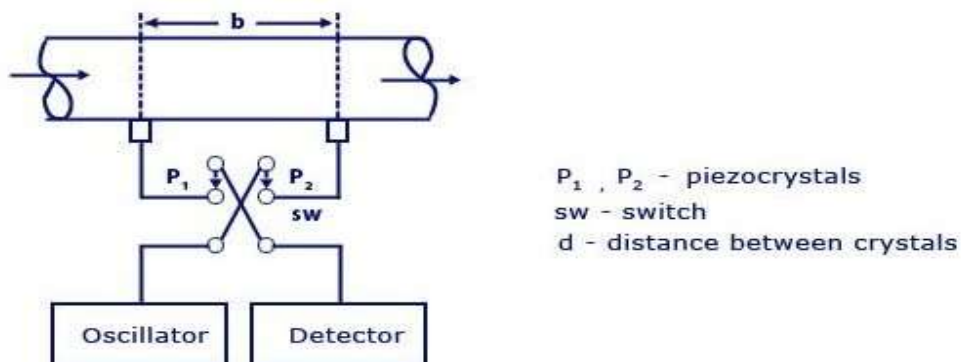 b
P₁ P₂
sw
Oscillator Detector
P₁ , P₂ - piezocrystals
sw - switch
d - distance between crystals